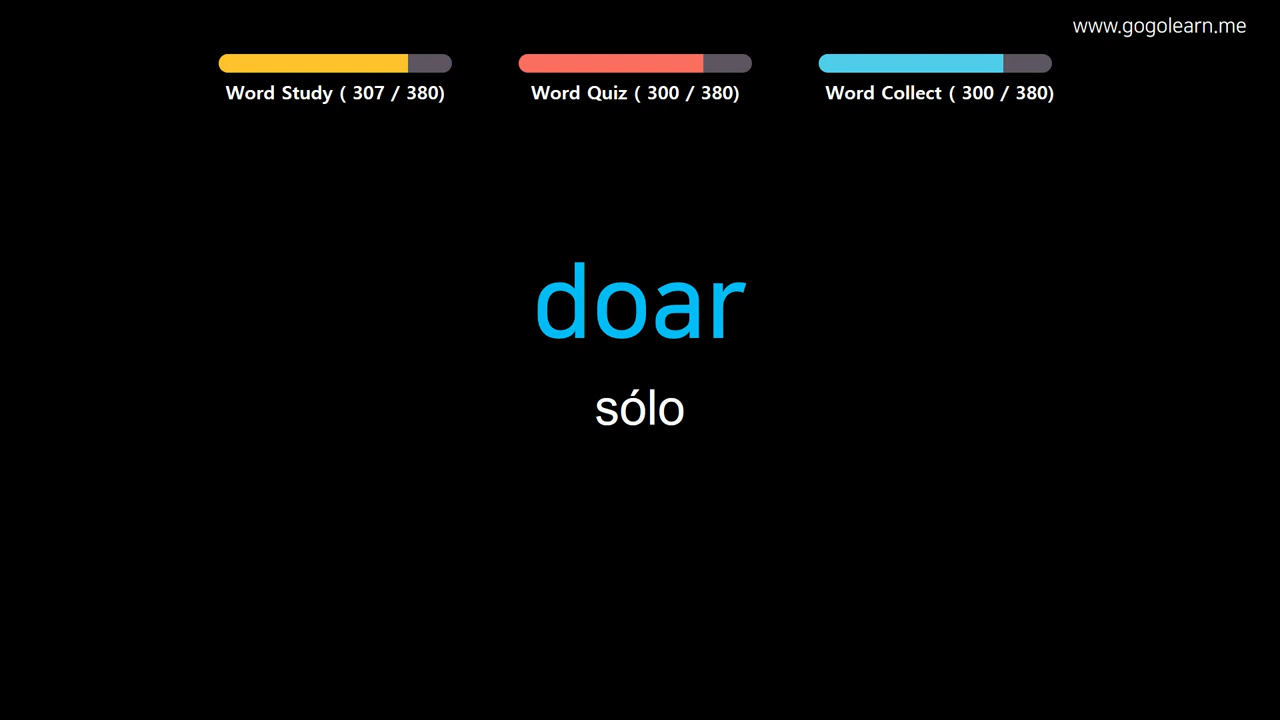 www.gogolearn.me
Word Study ( 307 / 380)
Word Quiz ( 300 / 380)
Word Collect ( 300 / 380)
doar
sólo